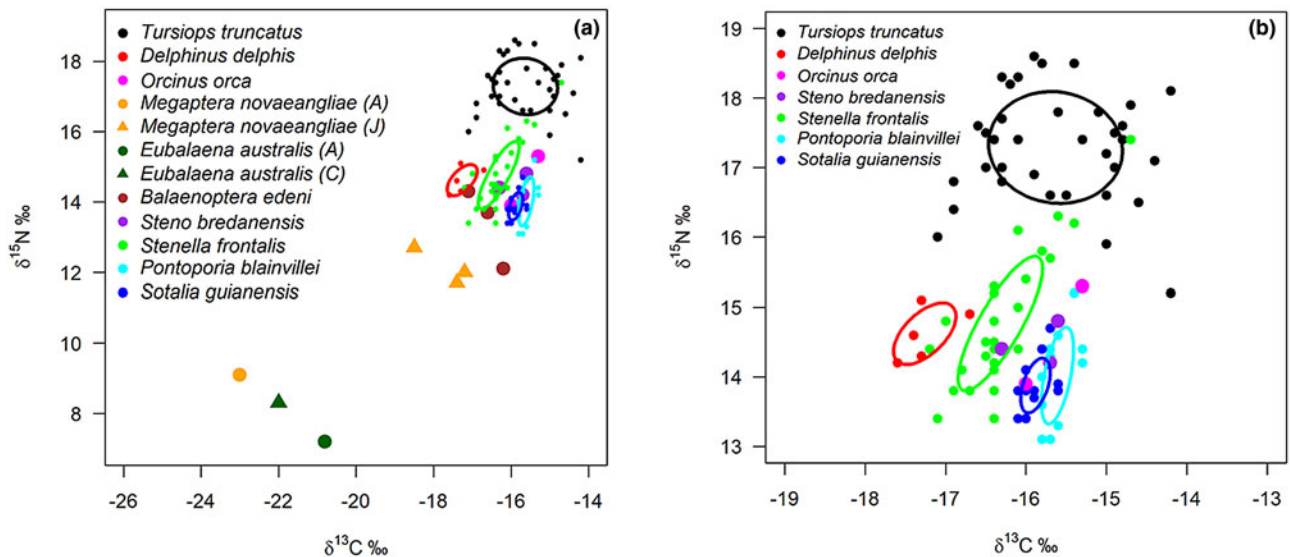 (a)
Tursiops truncatus
Delphinus delphis
Orcinus orca
Megaptera novaeangliae (A)
Megaptera novaeangliae (J)
Eubalaena australis (A)
Eubalaena australis (C)
Balaenoptera edeni
Steno bredanensis
Stenella frontalis
Pontoporia blainvillei
Sotalia guianensis
18
16
14
12
10
8
δ15N ‰
-26 -24 -22 -20 -18 -16 -14
δ13C ‰
(b)
Tursiops truncatus
Delphinus delphis
Orcinus orca
Steno bredanensis
Stenella frontalis
Pontoporia blainvillei
Sotalia guianensis
19
18
17
16
15
14
13
δ15N ‰
-19 -18 -17 -16 -15 -14 -13
δ13C ‰